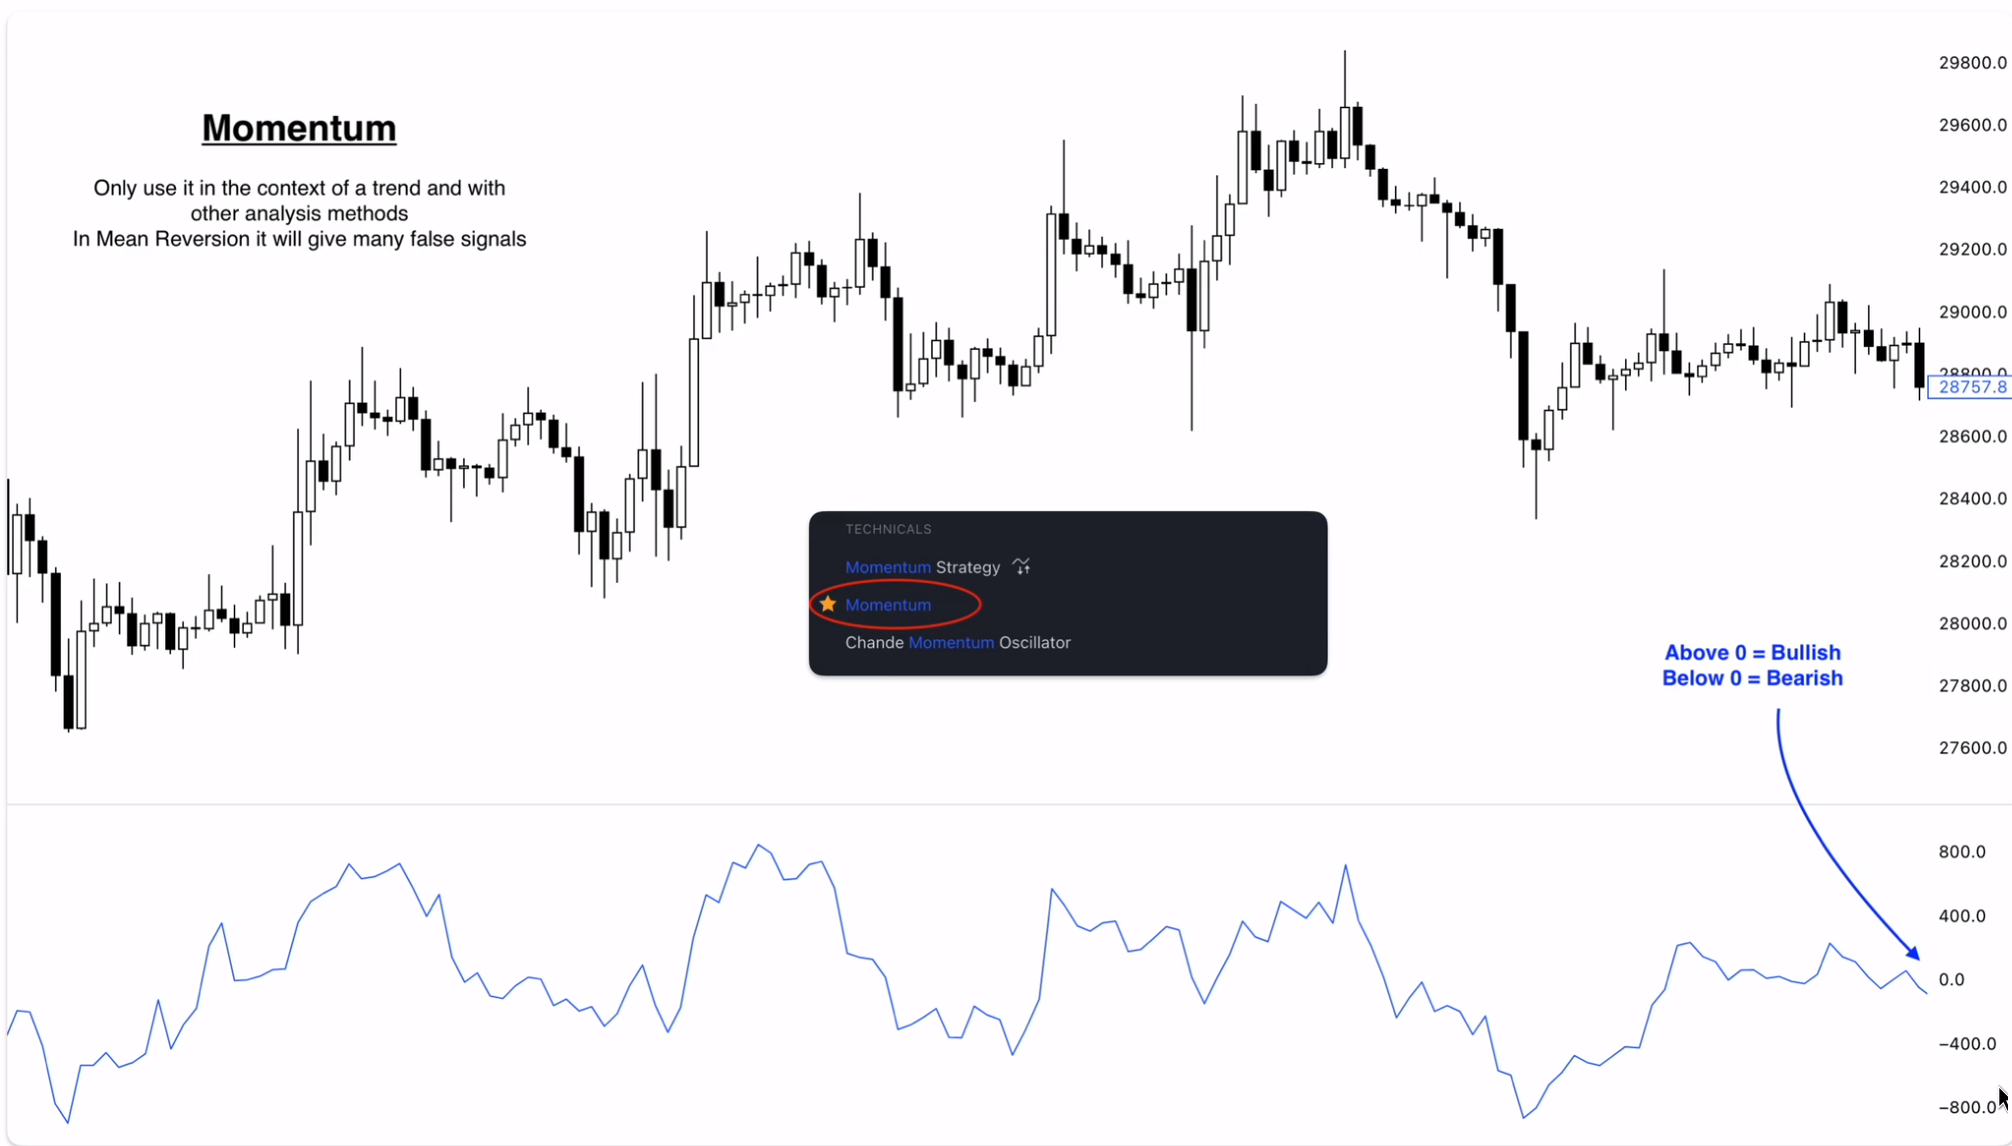 Momentum
Only use it in the context of a trend and with
other analysis methods
In Mean Reversion it will give many false signals
29800.0
29600.0
29400.0
29200.0
29000.0
28800.0
28757.8
28600.0
28400.0
28200.0
28000.0
27800.0
27600.0
TECHNICALS
Momentum Strategy
Momentum
Chande Momentum Oscillator
Above 0 = Bullish
Below 0 = Bearish
800.0
400.0
0.0
−400.0
−800.0